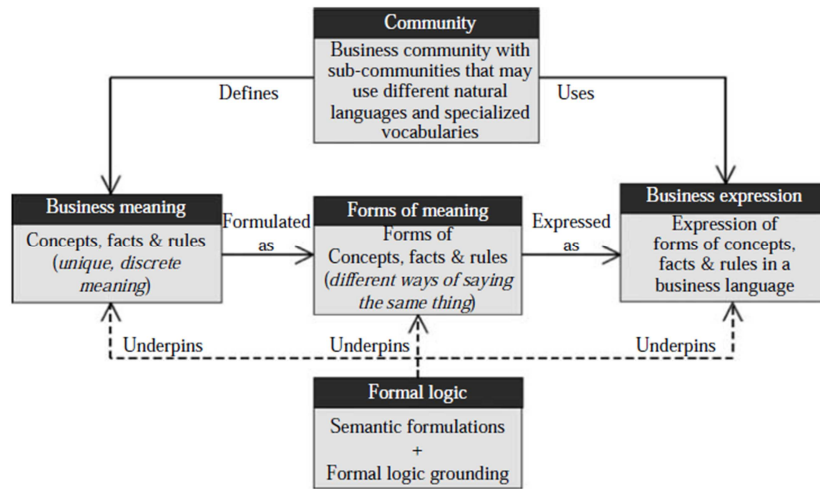 Community
Business community with
sub-communities that may
use different natural
languages and specialized
vocabularies
Defines
Uses
Business meaning
Concepts, facts & rules
(unique, discrete
meaning)
Formulated
as
Forms of meaning
Forms of
Concepts, facts & rules
(different ways of saying
the same thing)
Expressed
as
Business expression
Expression of
forms of concepts,
facts & rules in a
business language
Underpins
Underpins
Underpins
Formal logic
Semantic formulations
+
Formal logic grounding